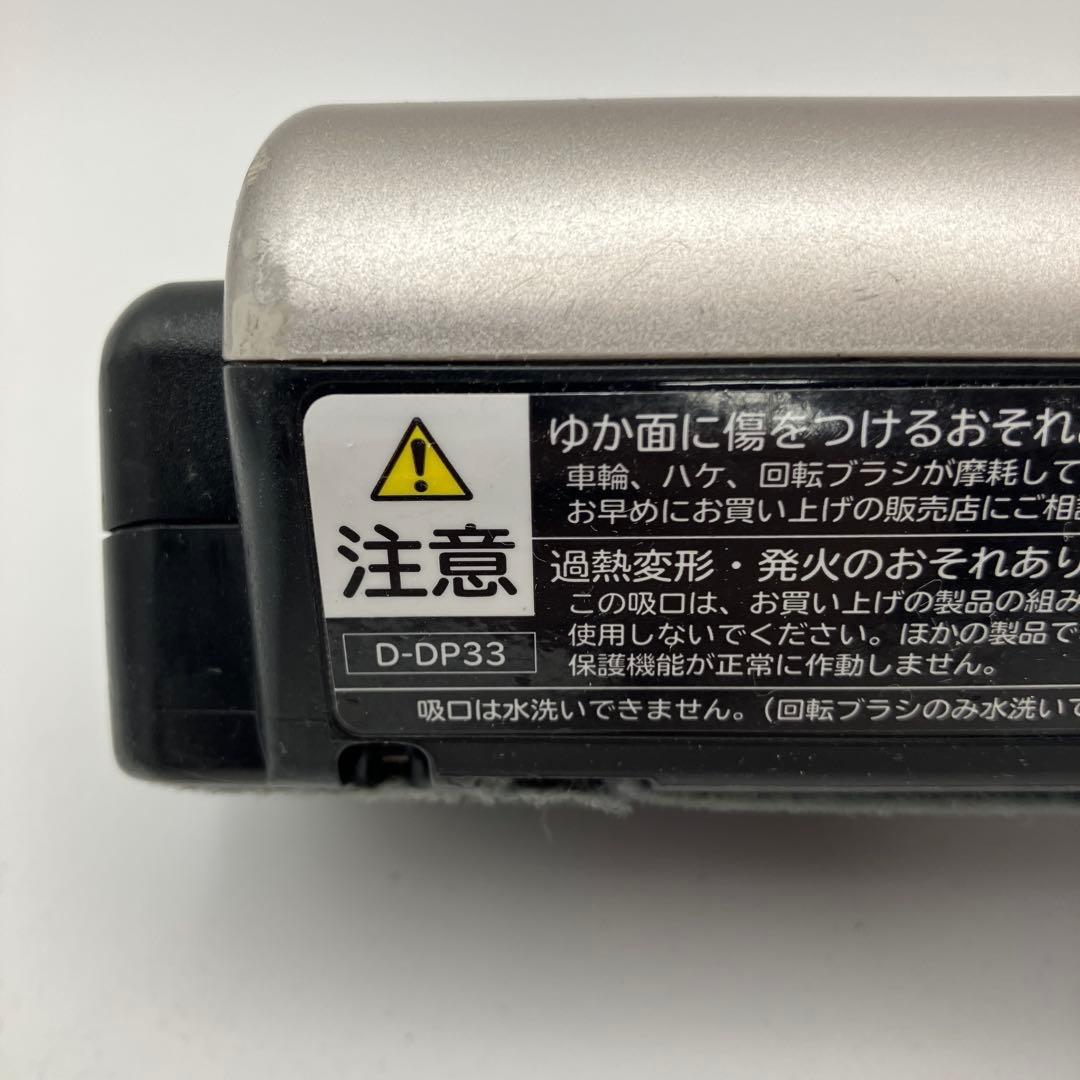 注意
D-DP33
ゆか面に傷をつけるおそれ
車輪、ハケ、回転ブラシが摩耗して
お早めにお買い上げの販売店にご相
過熱変形・発火のおそれあり
この吸口は、お買い上げの製品の組み
使用しないでください。ほかの製品で
保護機能が正常に作動しません。
吸口は水洗いできません。(回転ブラシのみ水洗いで